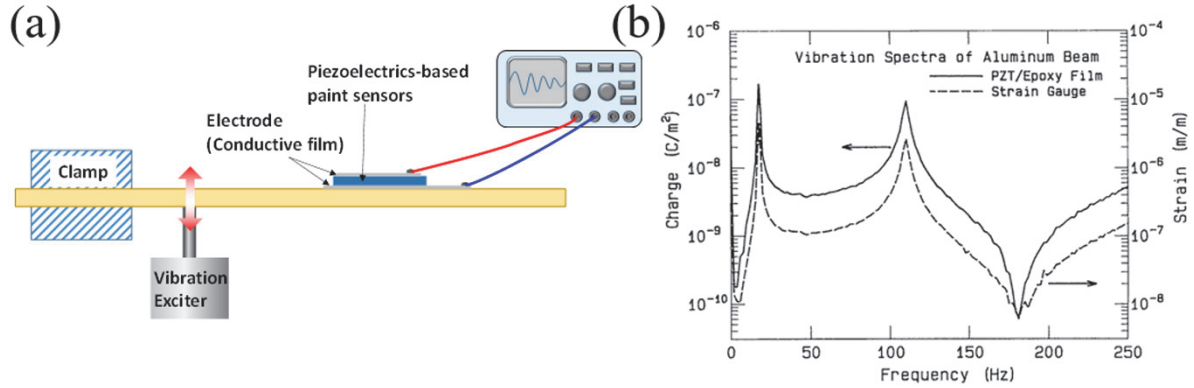 (a)
Piezoelectrics-based
paint sensors
Electrode
(Conductive film)
Clamp
Vibration
Exciter
(b)
Vibration Spectra of Aluminum Beam
PZT/Epoxy Film
Strain Gauge
Charge (C/m²)
10⁻⁶
10⁻⁷
10⁻⁸
10⁻⁹
10⁻¹⁰
Strain (m/m)
10⁻⁴
10⁻⁵
10⁻⁶
10⁻⁷
10⁻⁸
0 50 100 150 200 250
Frequency (Hz)